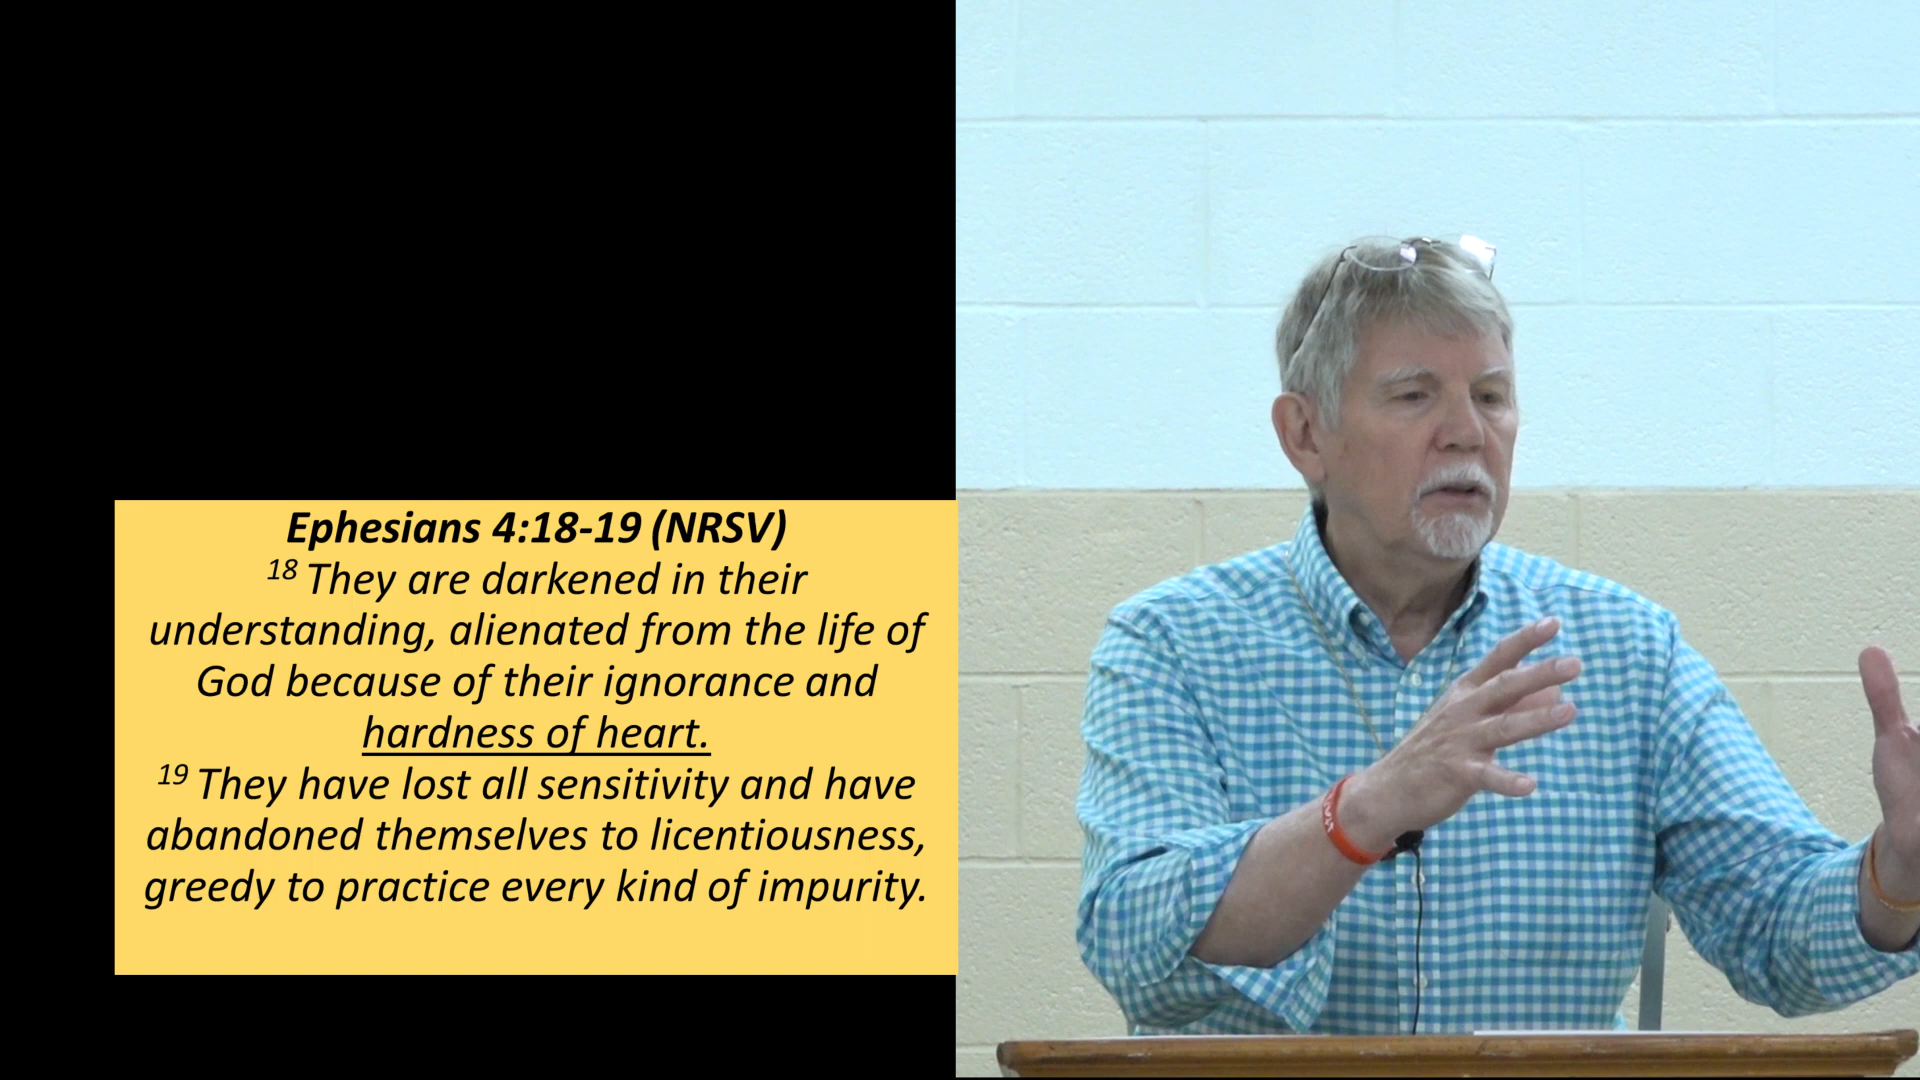 Ephesians 4:18-19 (NRSV)
18 They are darkened in their
understanding, alienated from the life of
God because of their ignorance and
hardness of heart.
19 They have lost all sensitivity and have
abandoned themselves to licentiousness,
greedy to practice every kind of impurity.